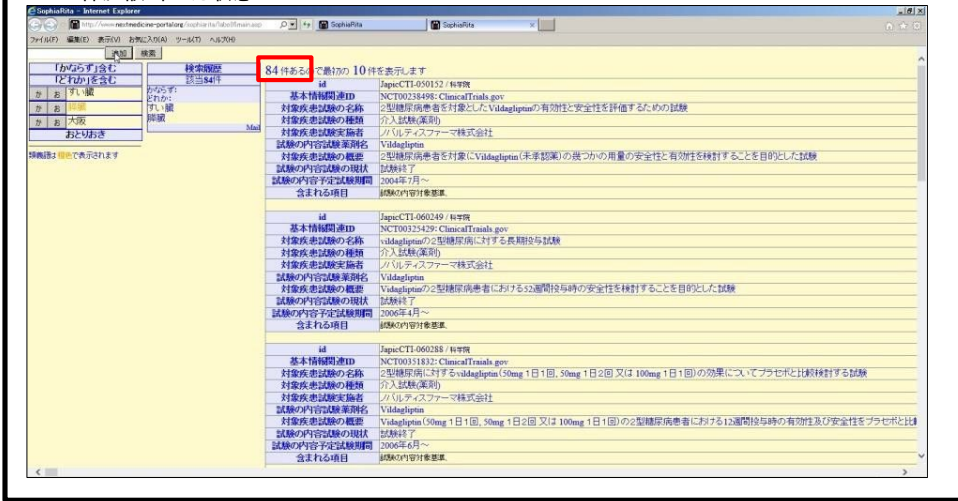 SophiaRita - Internet Explorer
http://www.nextmedicine-portal.org/sophiarita/label8main.asp
SophiaRita
SophiaRita
ファイル(F) 編集(E) 表示(V) お気に入り(A) ツール(T) ヘルプ(H)
追加 検索
「かならず」含む
「どれか」を含む
か お すい臓
か お 膵臓
か お 大阪
おとりおき
類義語は橙色で表示されます
検索履歴
該当84件
かならず:
どれか:
すい臓
膵臓
Mail
84 件あるので最初の 10 件を表示します
id JapicCTI-050152 / 科学院
基本情報関連ID NCT00238498: ClinicalTraials.gov
対象疾患試験の名称 2型糖尿病患者を対象としたVildagliptinの有効性と安全性を評価するための試験
対象疾患試験の種類 介入試験(薬剤)
対象疾患試験実施者 ノバルティスファーマ株式会社
試験の内容試験薬剤名 Vildagliptin
対象疾患試験の概要 2型糖尿病患者を対象にVildagliptin(未承認薬)の幾つかの用量の安全性と有効性を検討することを目的とした試験
試験の内容試験の現状 試験終了
試験の内容予定試験期間 2004年7月～
含まれる項目 試験の内容対象基準.
id JapicCTI-060249 / 科学院
基本情報関連ID NCT00325429: ClinicalTraials.gov
対象疾患試験の名称 vildagliptinの2型糖尿病に対する長期投与試験
対象疾患試験の種類 介入試験(薬剤)
対象疾患試験実施者 ノバルティスファーマ株式会社
試験の内容試験薬剤名 Vildagliptin
対象疾患試験の概要 Vidagliptinの2型糖尿病患者における52週間投与時の安全性を検討することを目的とした試験
試験の内容試験の現状 試験終了
試験の内容予定試験期間 2006年4月～
含まれる項目 試験の内容対象基準.
id JapicCTI-060288 / 科学院
基本情報関連ID NCT00351832: ClinicalTraials.gov
対象疾患試験の名称 2型糖尿病に対するvildagliptin(50mg 1日1回, 50mg 1日2回 又は 100mg 1日1回)の効果についてプラセボと比較検討する試験
対象疾患試験の種類 介入試験(薬剤)
対象疾患試験実施者 ノバルティスファーマ株式会社
試験の内容試験薬剤名 Vildagliptin
対象疾患試験の概要 Vidagliptin(50mg 1日1回, 50mg 1日2回 又は 100mg 1日1回)の2型糖尿病患者における12週間投与時の有効性及び安全性をプラセボと比
試験の内容試験の現状 試験終了
試験の内容予定試験期間 2006年6月～
含まれる項目 試験の内容対象基準.